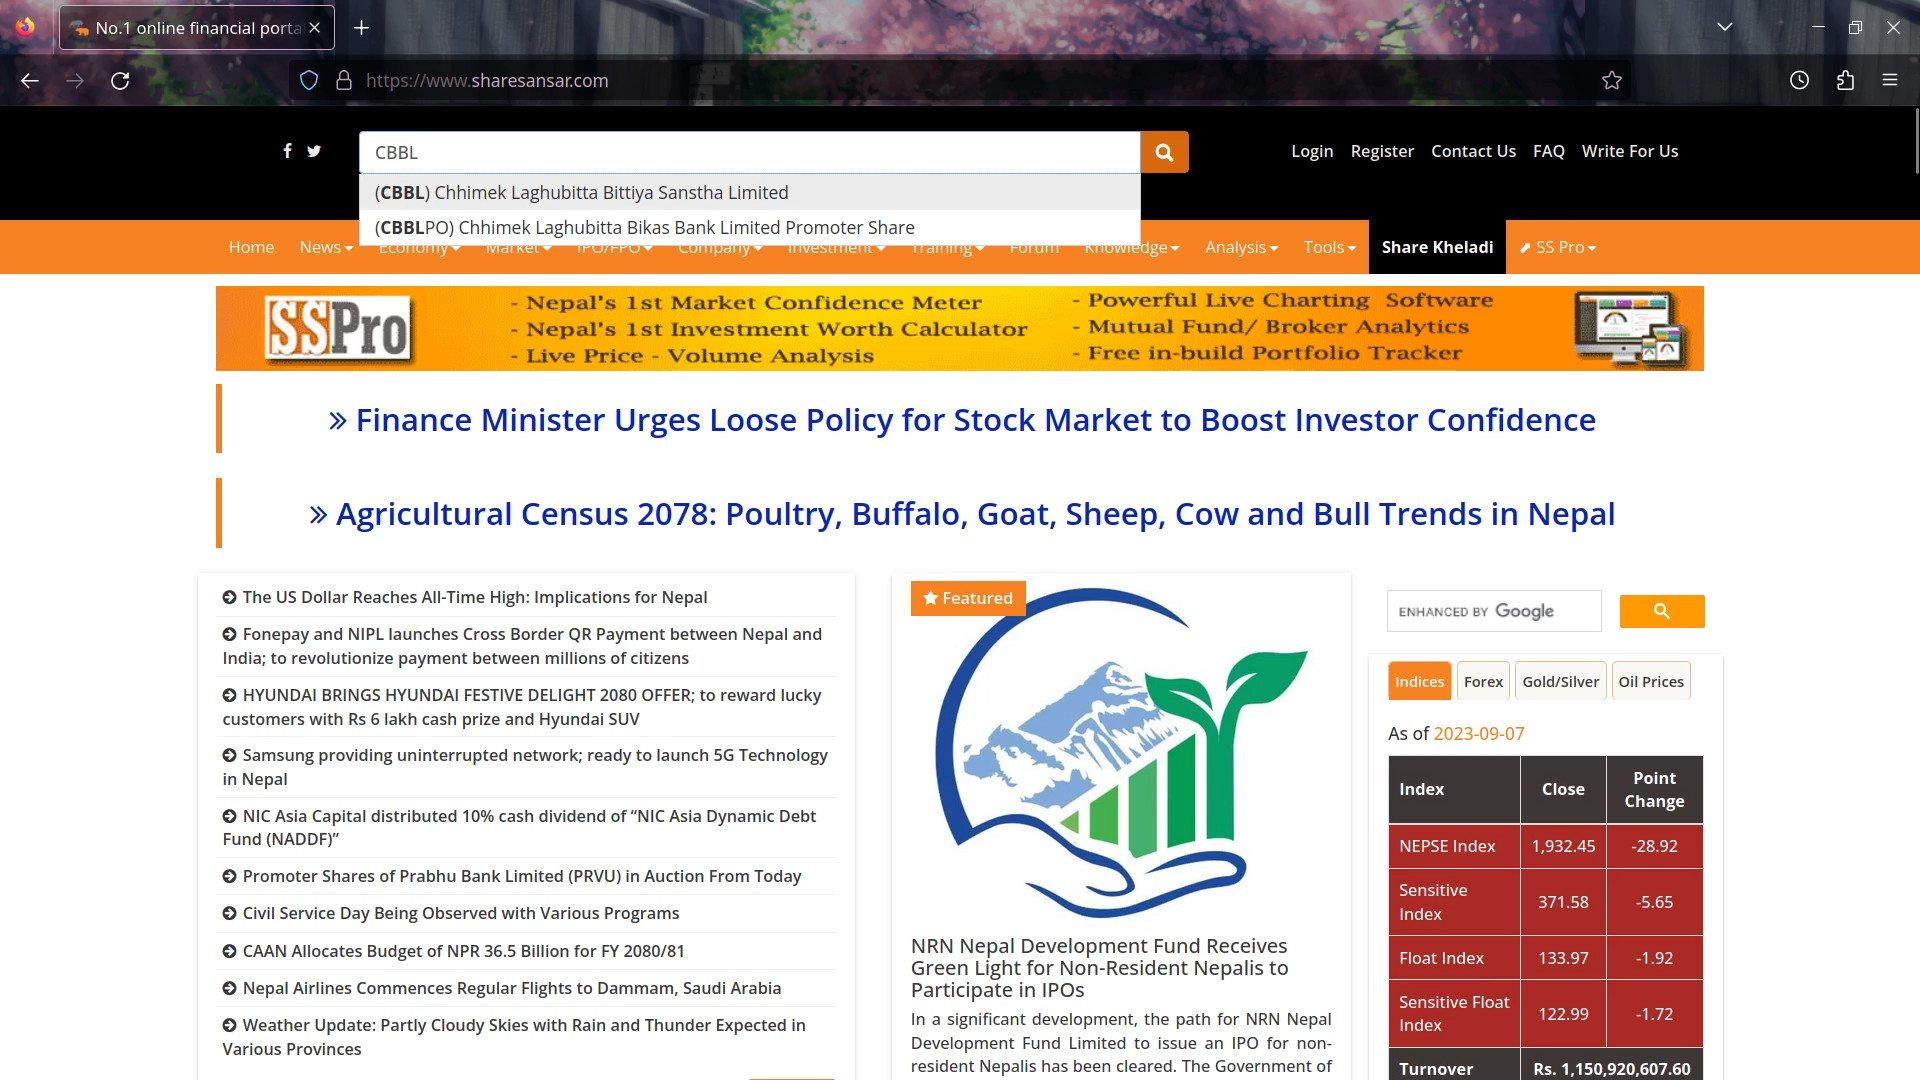 No.1 online financial porta
https://www.sharesansar.com
CBBL
Login Register Contact Us FAQ Write For Us
(CBBL) Chhimek Laghubitta Bittiya Sanstha Limited
(CBBLPO) Chhimek Laghubitta Bikas Bank Limited Promoter Share
Home News Economy Market IPO/FPO Company Investment Training Forum Knowledge Analysis Tools Share Kheladi SS Pro
SSPro
- Nepal's 1st Market Confidence Meter
- Nepal's 1st Investment Worth Calculator
- Live Price - Volume Analysis
- Powerful Live Charting Software
- Mutual Fund/ Broker Analytics
- Free in-build Portfolio Tracker
Finance Minister Urges Loose Policy for Stock Market to Boost Investor Confidence
Agricultural Census 2078: Poultry, Buffalo, Goat, Sheep, Cow and Bull Trends in Nepal
The US Dollar Reaches All-Time High: Implications for Nepal
Fonepay and NIPL launches Cross Border QR Payment between Nepal and
India; to revolutionize payment between millions of citizens
HYUNDAI BRINGS HYUNDAI FESTIVE DELIGHT 2080 OFFER; to reward lucky
customers with Rs 6 lakh cash prize and Hyundai SUV
Samsung providing uninterrupted network; ready to launch 5G Technology
in Nepal
NIC Asia Capital distributed 10% cash dividend of “NIC Asia Dynamic Debt
Fund (NADDF)”
Promoter Shares of Prabhu Bank Limited (PRVU) in Auction From Today
Civil Service Day Being Observed with Various Programs
CAAN Allocates Budget of NPR 36.5 Billion for FY 2080/81
Nepal Airlines Commences Regular Flights to Dammam, Saudi Arabia
Weather Update: Partly Cloudy Skies with Rain and Thunder Expected in
Various Provinces
Featured
NRN Nepal Development Fund Receives
Green Light for Non-Resident Nepalis to
Participate in IPOs
In a significant development, the path for NRN Nepal
Development Fund Limited to issue an IPO for non-
resident Nepalis has been cleared. The Government of
ENHANCED BY Google
Indices Forex Gold/Silver Oil Prices
As of 2023-09-07
Index Close Point Change
NEPSE Index 1,932.45 -28.92
Sensitive Index 371.58 -5.65
Float Index 133.97 -1.92
Sensitive Float Index 122.99 -1.72
Turnover Rs. 1,150,920,607.60